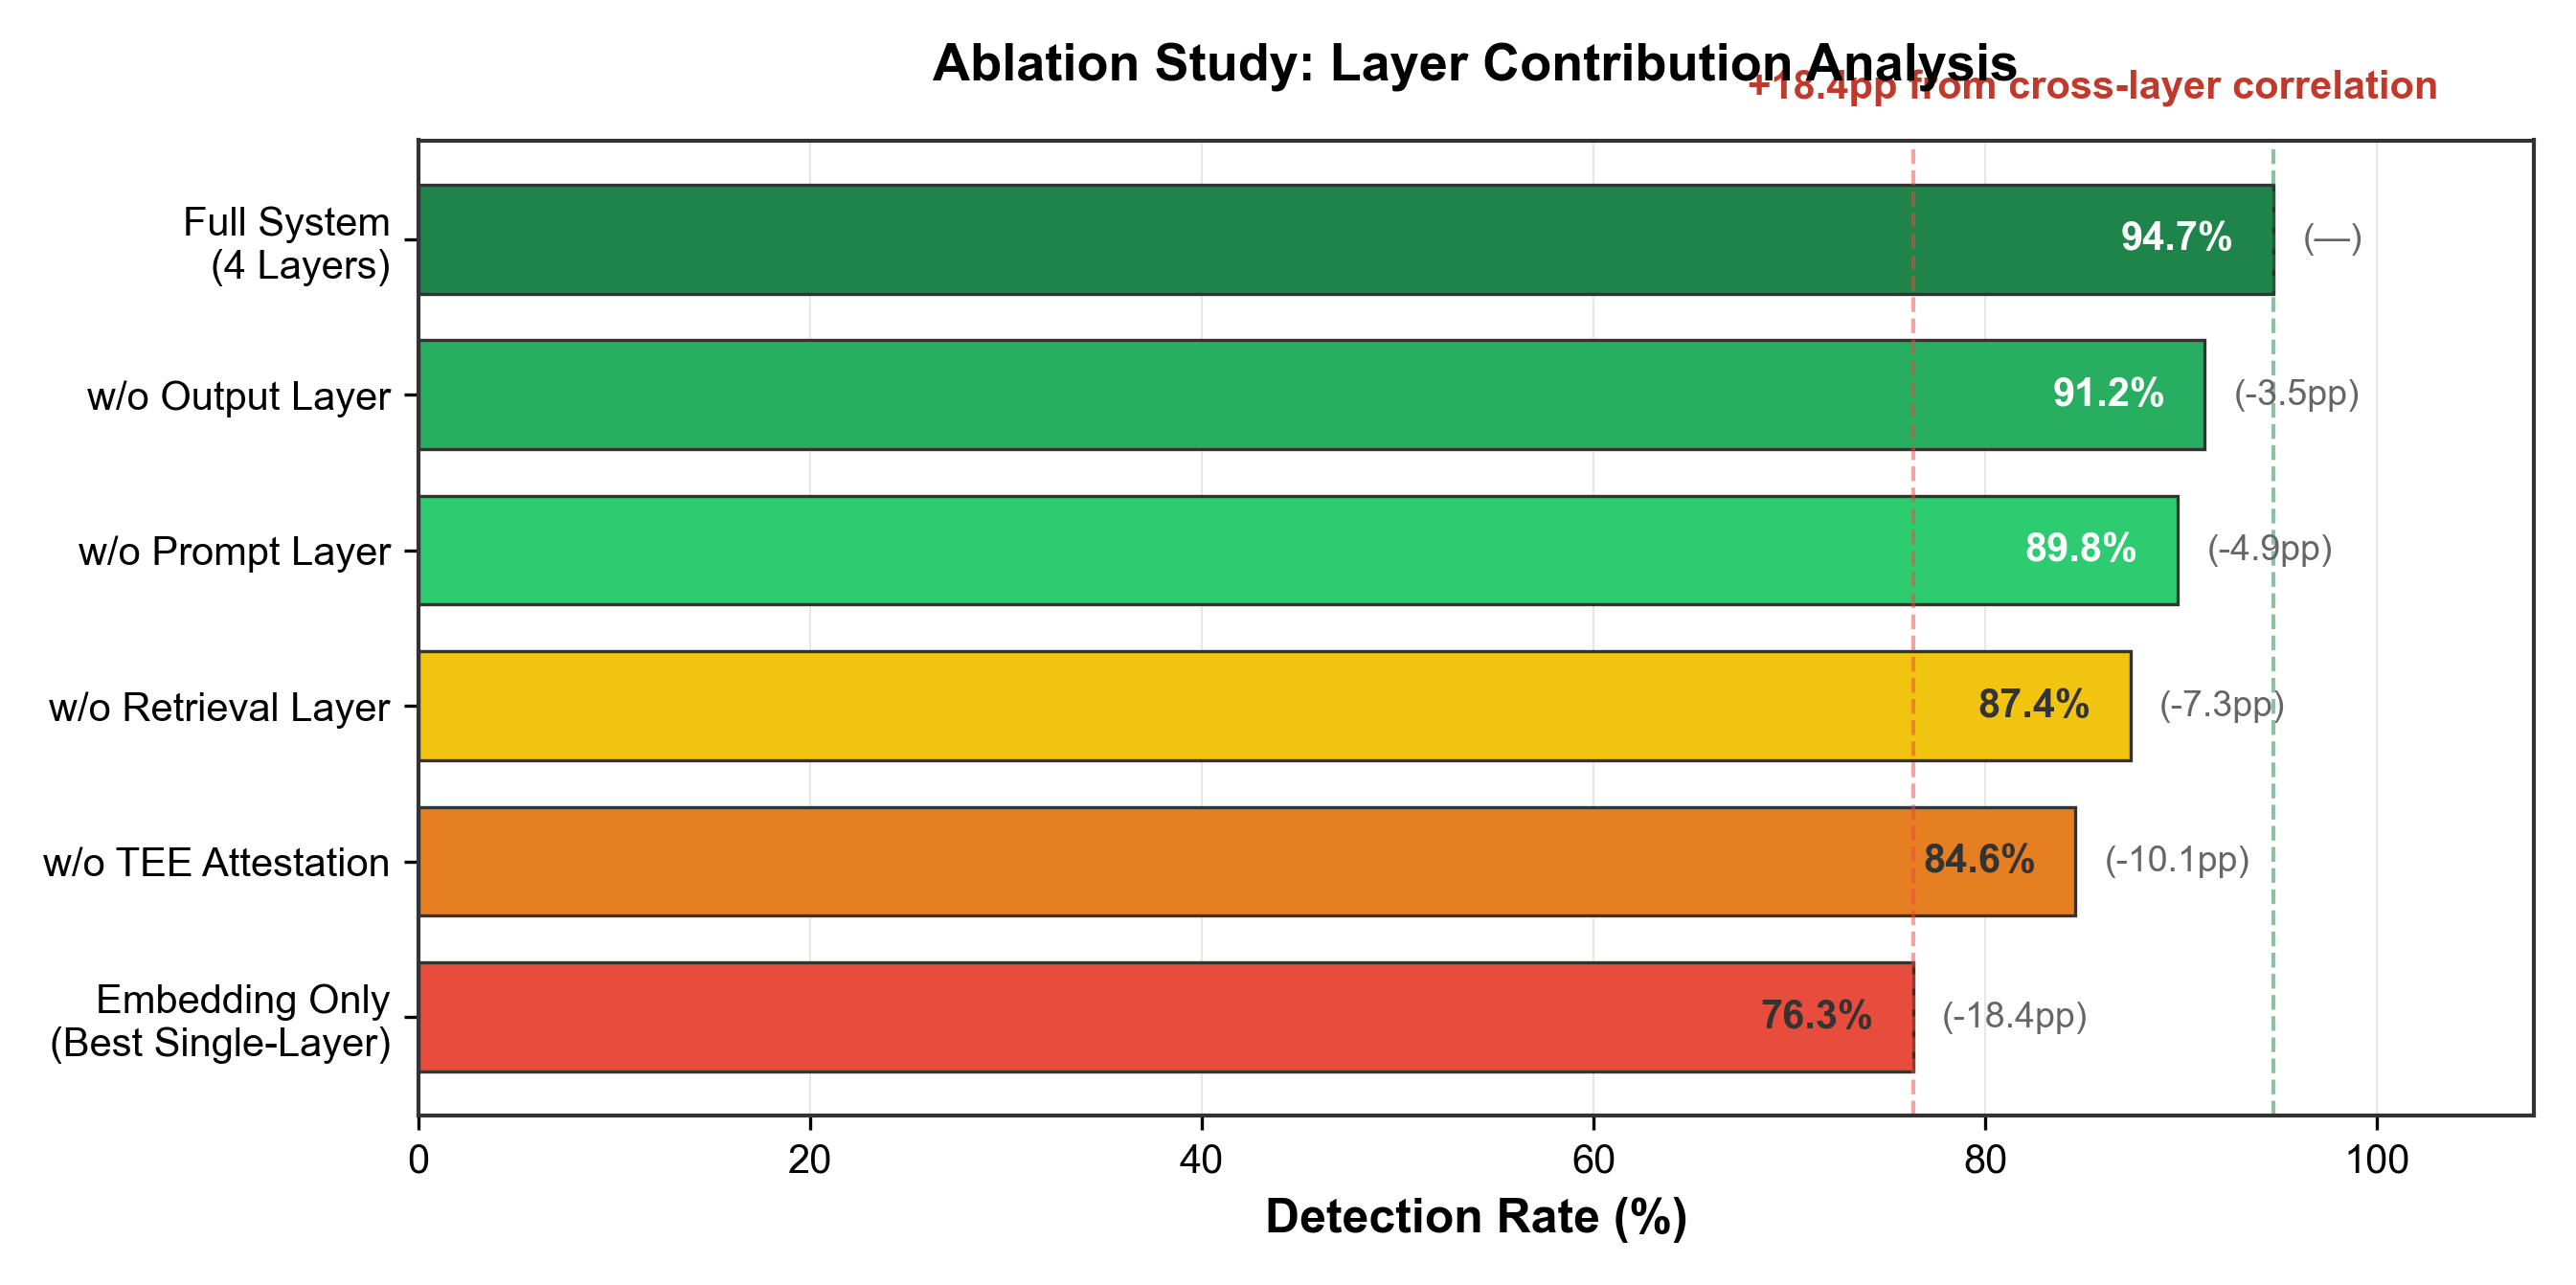 Ablation Study: Layer Contribution Analysis
+18.4pp from cross-layer correlation
Full System
(4 Layers)
94.7%
(—)
w/o Output Layer
91.2%
(-3.5pp)
w/o Prompt Layer
89.8%
(-4.9pp)
w/o Retrieval Layer
87.4%
(-7.3pp)
w/o TEE Attestation
84.6%
(-10.1pp)
Embedding Only
(Best Single-Layer)
76.3%
(-18.4pp)
0
20
40
60
80
100
Detection Rate (%)